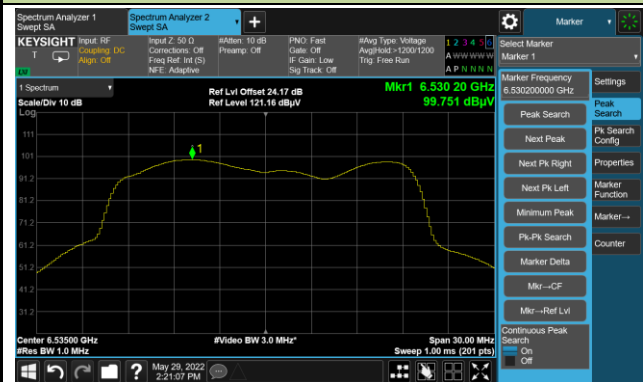 Spectrum Analyzer 1
Swept SA
Spectrum Analyzer 2
Swept SA
+
Marker
KEYSIGHT
T
LW
Input: RF
Coupling: DC
Align: Off
Input Z: 50 Ω
Corrections: Off
Freq Ref: Int (S)
NFE: Adaptive
#Atten: 10 dB
Preamp: Off
PNO: Fast
Gate: Off
IF Gain: Low
Sig Track: Off
#Avg Type: Voltage
Avg|Hold:>1200/1200
Trig: Free Run
1 2 3 4 5 6
A W W W W W
A P N N N N
Select Marker
Marker 1
1 Spectrum
Scale/Div 10 dB
Log
Ref Lvl Offset 24.17 dB
Ref Level 121.16 dBµV
Mkr1 6.530 20 GHz
99.751 dBµV
1
111
101
91.2
81.2
71.2
61.2
51.2
41.2
31.2
Center 6.53500 GHz
#Res BW 1.0 MHz
#Video BW 3.0 MHz*
Span 30.00 MHz
Sweep 1.00 ms (201 pts)
Marker Frequency
6.530200000 GHz
Peak Search
Next Peak
Next Pk Right
Next Pk Left
Minimum Peak
Pk-Pk Search
Marker Delta
Mkr→CF
Mkr→Ref Lvl
Continuous Peak
Search
On
Off
Settings
Peak
Search
Pk Search
Config
Properties
Marker
Function
Marker→
Counter
?
May 29, 2022
2:21:07 PM